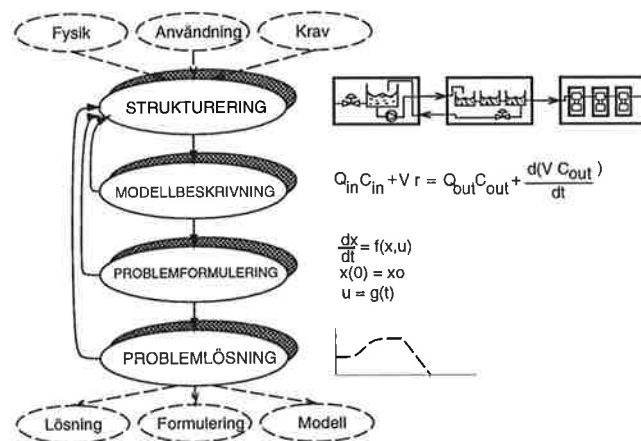 Fysik
Användning
Krav
STRUKTURERING
MODELLBESKRIVNING
Q_in C_in + V r = Q_out C_out + d(V C_out)/dt
PROBLEMFORMULERING
dx/dt = f(x,u)
x(0) = xo
u = g(t)
PROBLEMLÖSNING
Lösning
Formulering
Modell